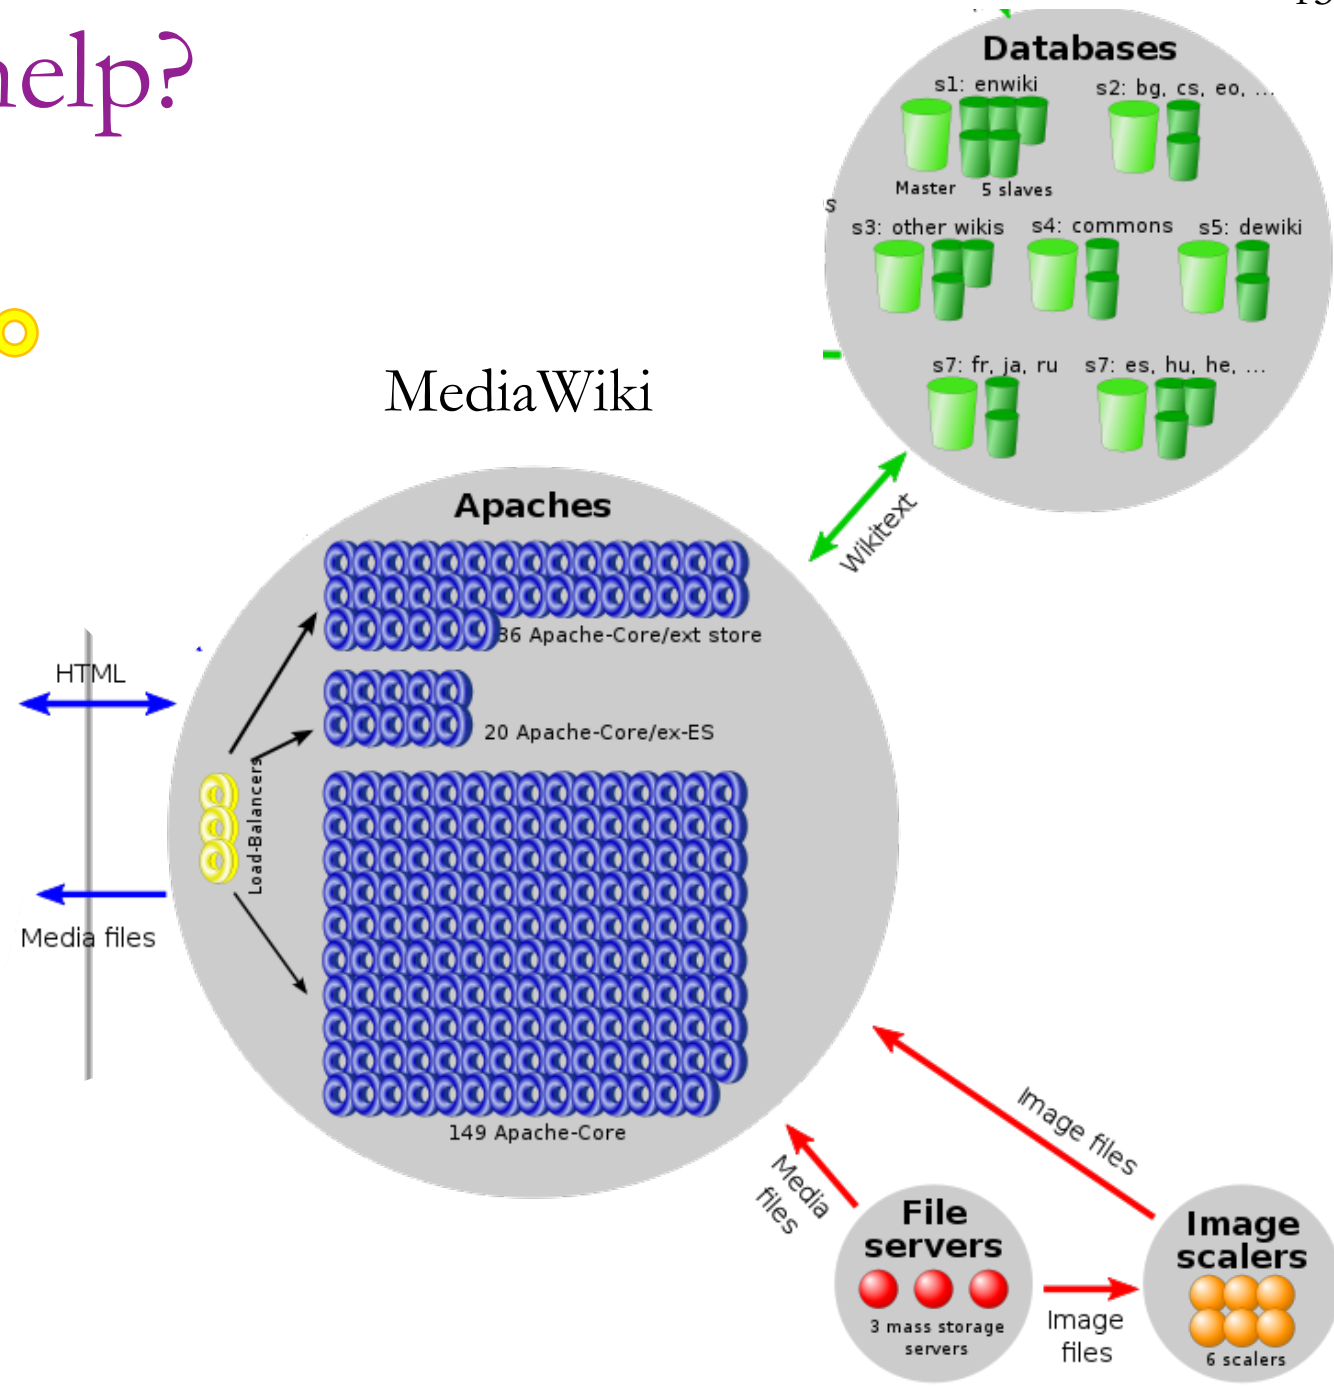 help?
Databases
s1: enwiki
s2: bg, cs, eo, ...
Master
5 slaves
s
s3: other wikis
s4: commons
s5: dewiki
s7: fr, ja, ru
s7: es, hu, he, ...
MediaWiki
Wikitext
Apaches
36 Apache-Core/ext store
HTML
20 Apache-Core/ex-ES
Load-Balancers
Media files
149 Apache-Core
Image files
Media
files
File
servers
3 mass storage
servers
Image
files
Image
scalers
6 scalers